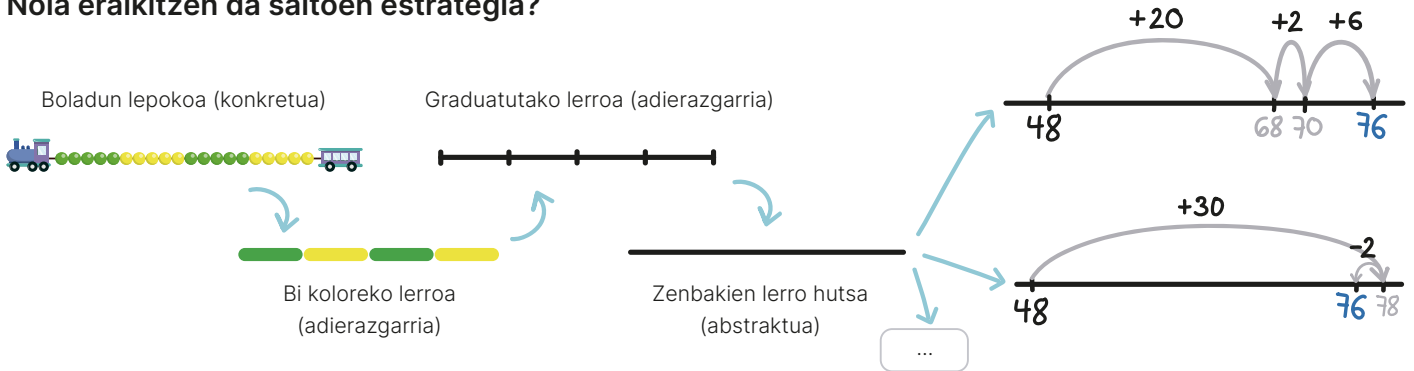 Nola eraikitzen da saltoen estrategia?
Boladun lepokoa (konkretua)
Graduatutako lerroa (adierazgarria)
Bi koloreko lerroa
(adierazgarria)
Zenbakien lerro hutsa
(abstraktua)
...
+20 +2 +6
48 68 70 76
+30
-2
48 76 78